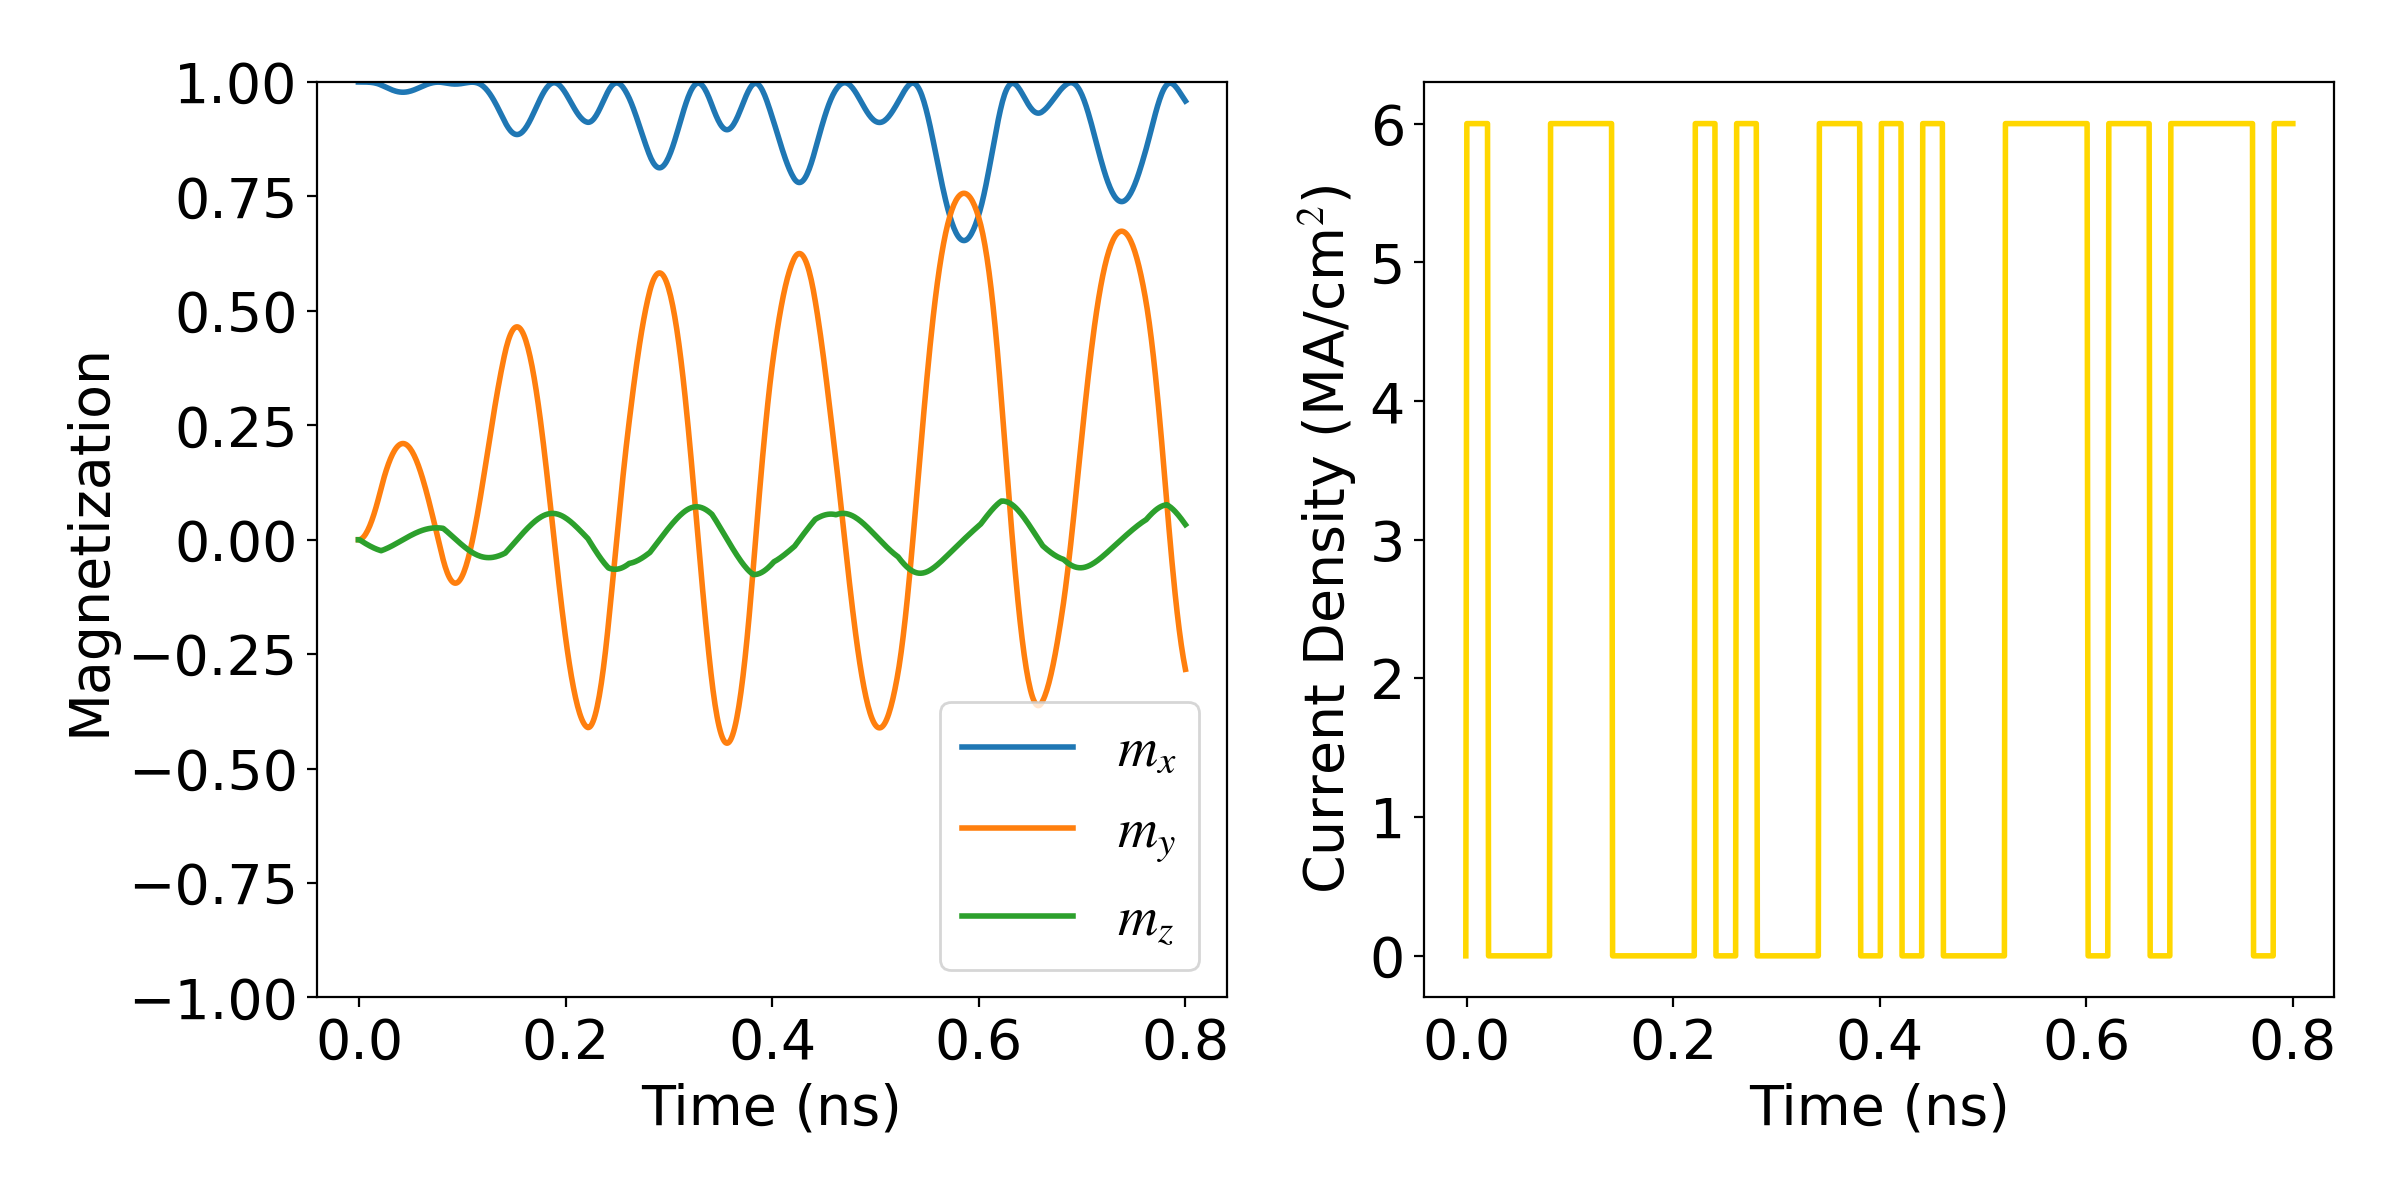 1.00
0.75
0.50
0.25
0.00
−0.25
−0.50
−0.75
−1.00
Magnetization
0.0 0.2 0.4 0.6 0.8
Time (ns)
m_x
m_y
m_z
6
5
4
3
2
1
0
Current Density (MA/cm²)
0.0 0.2 0.4 0.6 0.8
Time (ns)